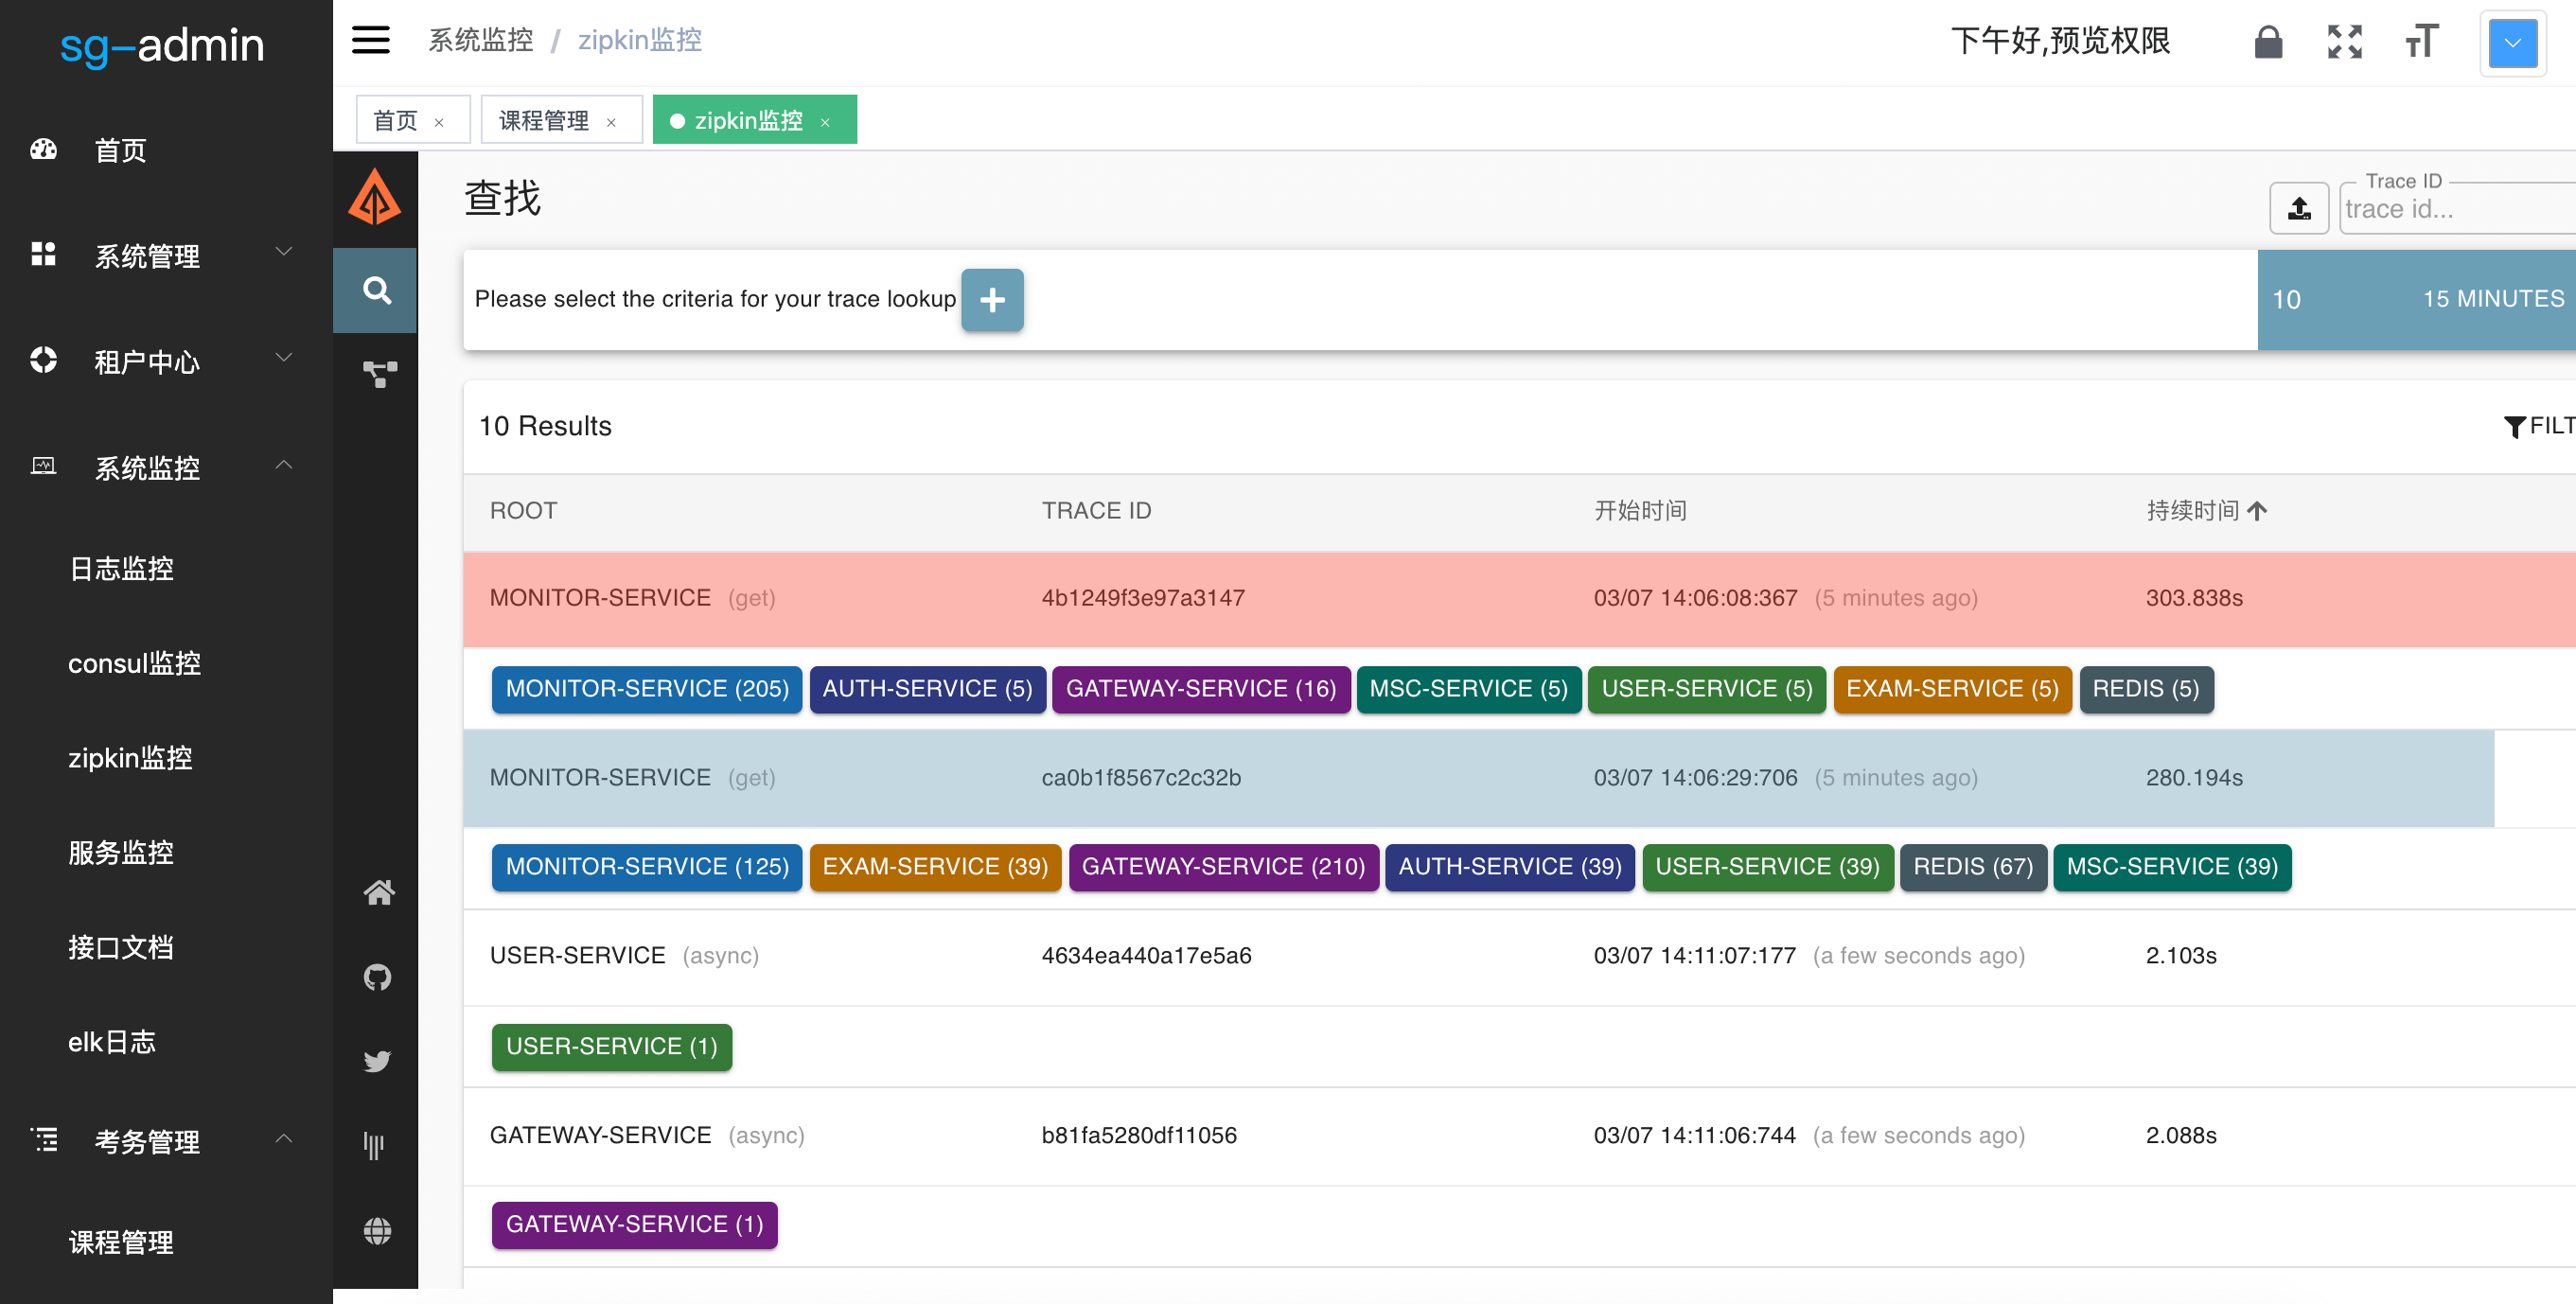 sg-admin
首页
系统管理
租户中心
系统监控
日志监控
consul监控
zipkin监控
服务监控
接口文档
elk日志
考务管理
课程管理
系统监控 / zipkin监控
下午好,预览权限
首页 ×
课程管理 ×
zipkin监控 ×
查找
Trace ID
trace id...
Please select the criteria for your trace lookup
10 15 MINUTES
10 Results
FILT
ROOT TRACE ID 开始时间 持续时间
MONITOR-SERVICE (get) 4b1249f3e97a3147 03/07 14:06:08:367 (5 minutes ago) 303.838s
MONITOR-SERVICE (205) AUTH-SERVICE (5) GATEWAY-SERVICE (16) MSC-SERVICE (5) USER-SERVICE (5) EXAM-SERVICE (5) REDIS (5)
MONITOR-SERVICE (get) ca0b1f8567c2c32b 03/07 14:06:29:706 (5 minutes ago) 280.194s
MONITOR-SERVICE (125) EXAM-SERVICE (39) GATEWAY-SERVICE (210) AUTH-SERVICE (39) USER-SERVICE (39) REDIS (67) MSC-SERVICE (39)
USER-SERVICE (async) 4634ea440a17e5a6 03/07 14:11:07:177 (a few seconds ago) 2.103s
USER-SERVICE (1)
GATEWAY-SERVICE (async) b81fa5280df11056 03/07 14:11:06:744 (a few seconds ago) 2.088s
GATEWAY-SERVICE (1)